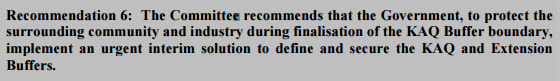 Recommendation 6: The Committee recommends that the Government, to protect the
surrounding community and industry during finalisation of the KAQ Buffer boundary,
implement an urgent interim solution to define and secure the KAQ and Extension
Buffers.